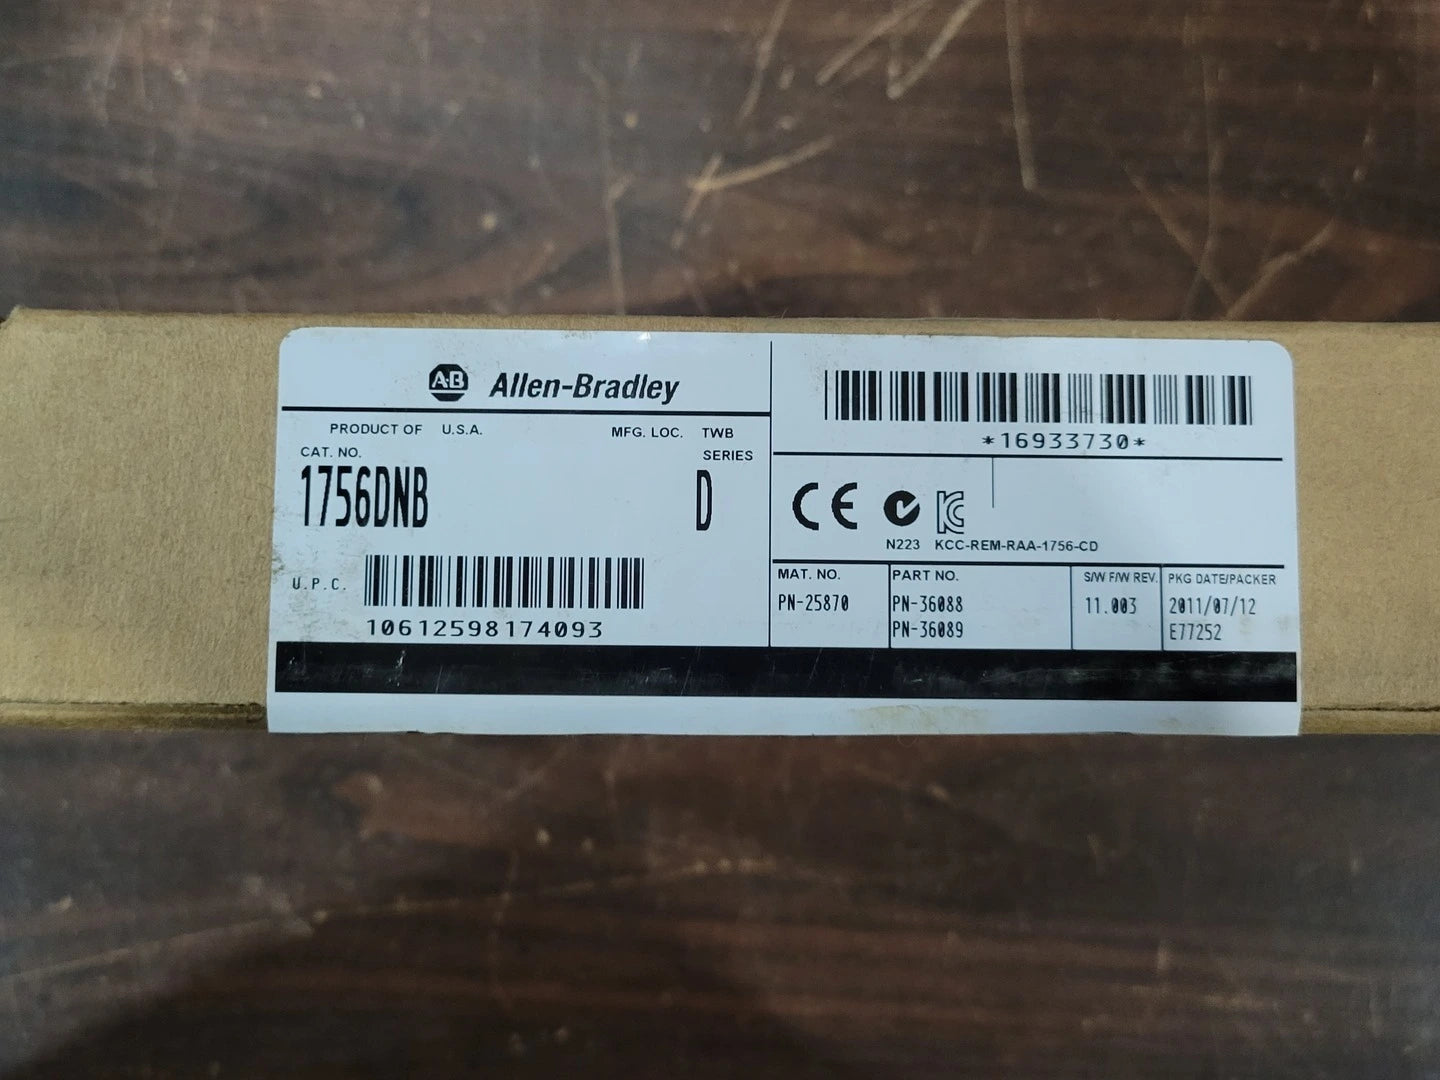 A-B Allen-Bradley
PRODUCT OF U.S.A. MFG. LOC. TWB
CAT. NO. SERIES
1756DNB D
U.P.C.
10612598174093
*16933730*
CE
N223 KCC-REM-RAA-1756-CD
MAT. NO. PART NO. S/W F/W REV. PKG DATE/PACKER
PN-25870 PN-36088 11.003 2011/07/12
PN-36089 E77252